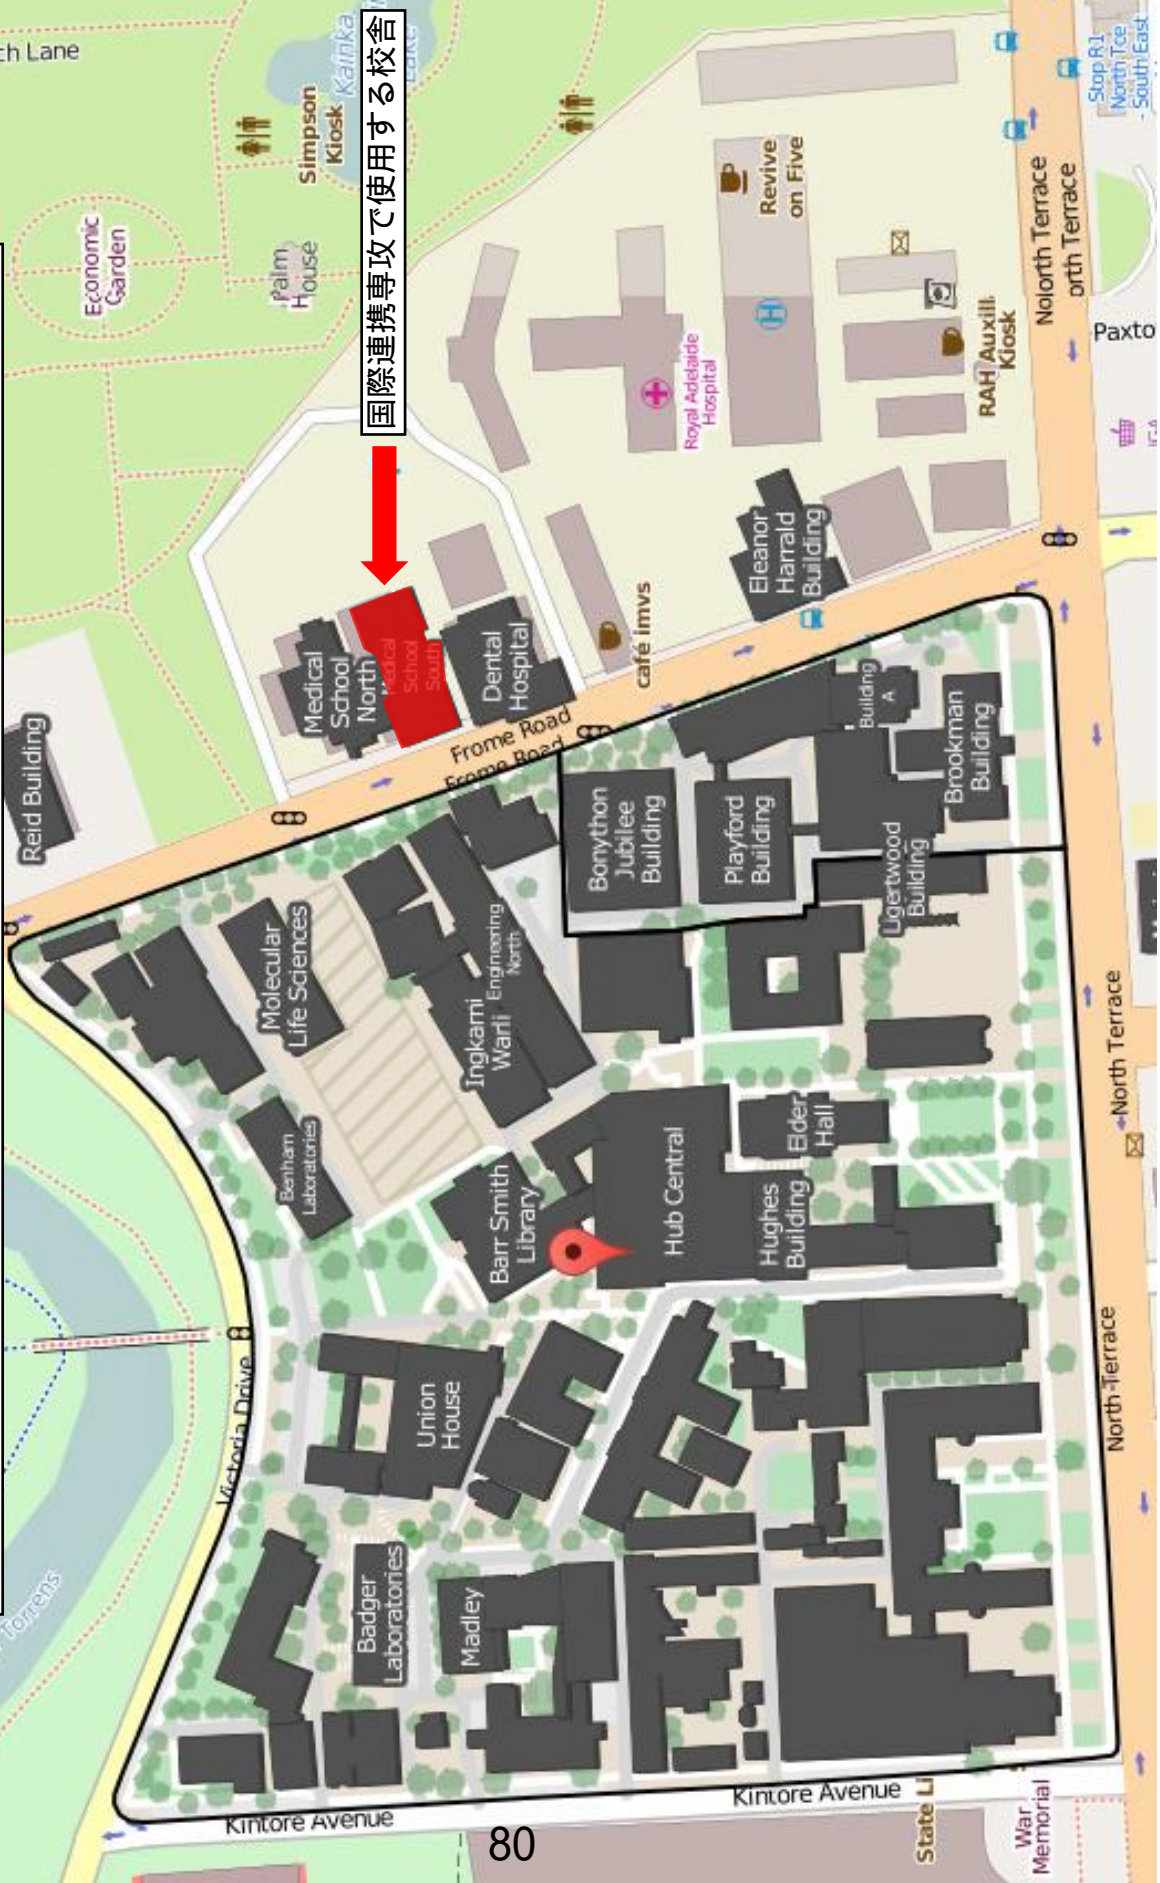 Reid Building
Economic
Garden
Palm
House
Simpson
Kiosk
Kainka
Lake
国際連携専攻で使用する校舎
Medical
School
North
Medical
School
South
Dental
Hospital
Frome Road
Frome Road
café imvs
Royal Adelaide
Hospital
H
Revive
on Five
Eleanor
Harrald
Building
RAH Auxill
Kiosk
North Terrace
orth Terrace
Paxto
Stop R1
North Tce
- South East
Molecular
Life Sciences
Benham
Laboratories
Ingkarni
Warli
Engineering
North
Bonython
Jubilee
Building
Playford
Building
Building
A
Brookman
Building
Ligertwood
Building
Barr Smith
Library
Hub Central
Elder
Hall
Hughes
Building
Union
House
Badger
Laboratories
Madley
Victoria Drive
Torrens
Kintore Avenue
Kintore Avenue
North Terrace
North Terrace
State Li
War
Memorial
80